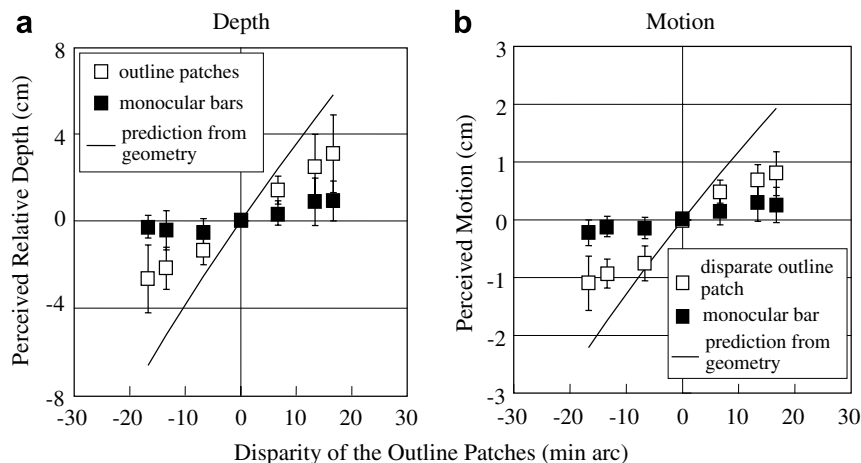 a
Depth
Perceived Relative Depth (cm)
8
4
0
-4
-8
outline patches
monocular bars
prediction from
geometry
-30 -20 -10 0 10 20 30
b
Motion
Perceived Motion (cm)
3
2
1
0
-1
-2
-3
disparate outline
patch
monocular bar
prediction from
geometry
-30 -20 -10 0 10 20 30
Disparity of the Outline Patches (min arc)